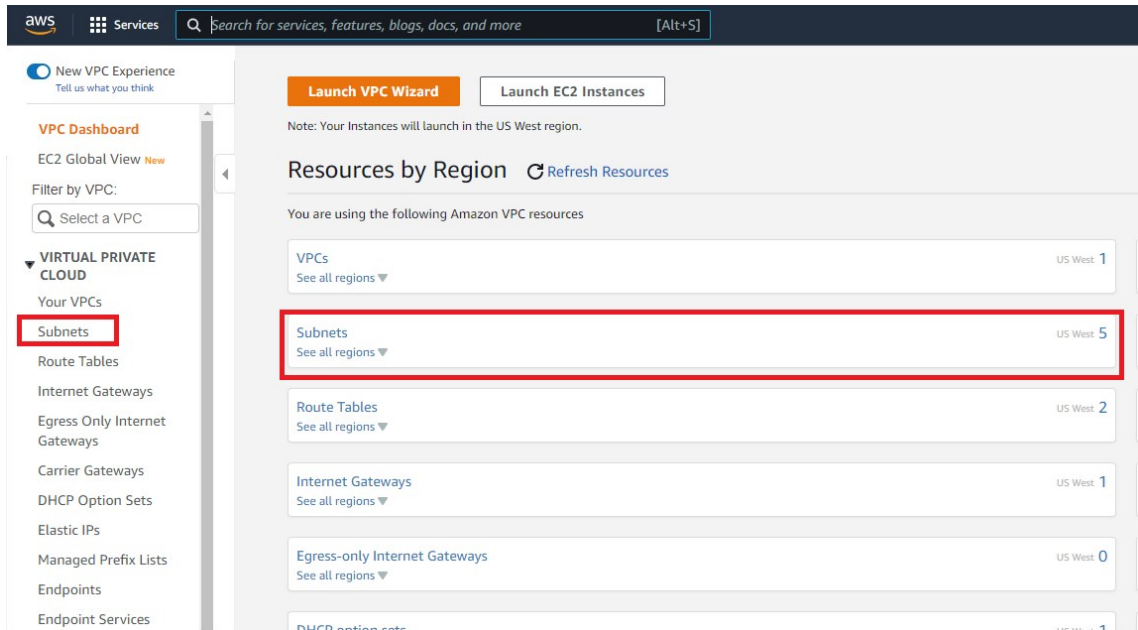 aws
Services
Search for services, features, blogs, docs, and more
[Alt+S]
New VPC Experience
Tell us what you think
VPC Dashboard
EC2 Global View New
Filter by VPC:
Select a VPC
VIRTUAL PRIVATE
CLOUD
Your VPCs
Subnets
Route Tables
Internet Gateways
Egress Only Internet
Gateways
Carrier Gateways
DHCP Option Sets
Elastic IPs
Managed Prefix Lists
Endpoints
Endpoint Services
Launch VPC Wizard
Launch EC2 Instances
Note: Your Instances will launch in the US West region.
Resources by Region
Refresh Resources
You are using the following Amazon VPC resources
VPCs
US West 1
See all regions
Subnets
US West 5
See all regions
Route Tables
US West 2
See all regions
Internet Gateways
US West 1
See all regions
Egress-only Internet Gateways
US West 0
See all regions
DHCP option sets
US West 1